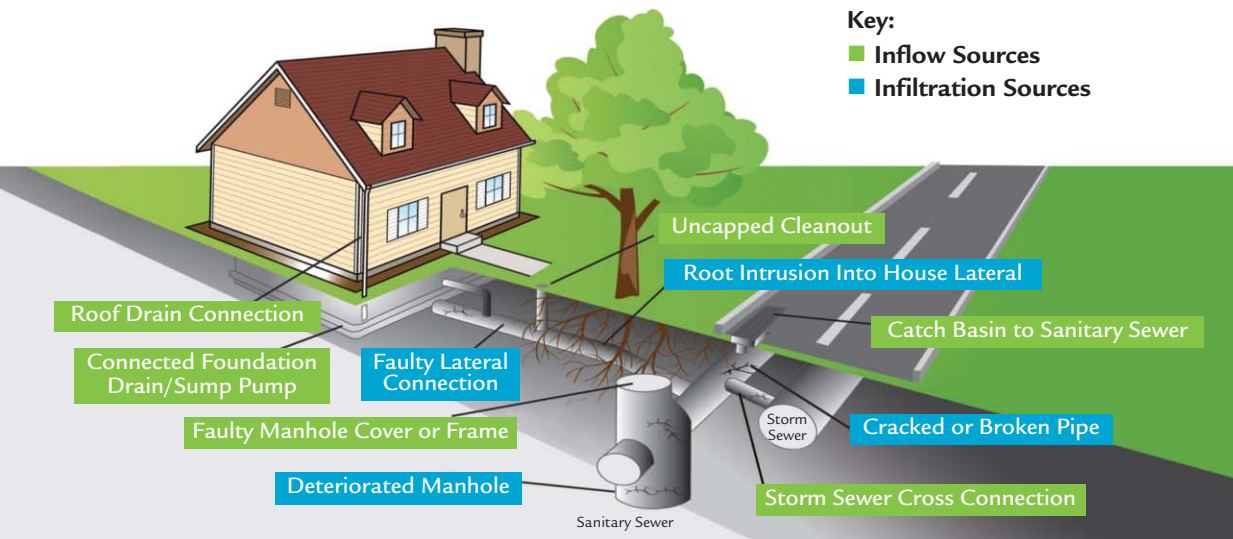 Key:
Inflow Sources
Infiltration Sources
Uncapped Cleanout
Root Intrusion Into House Lateral
Roof Drain Connection
Catch Basin to Sanitary Sewer
Connected Foundation
Drain/Sump Pump
Faulty Lateral
Connection
Faulty Manhole Cover or Frame
Storm
Sewer
Cracked or Broken Pipe
Deteriorated Manhole
Storm Sewer Cross Connection
Sanitary Sewer